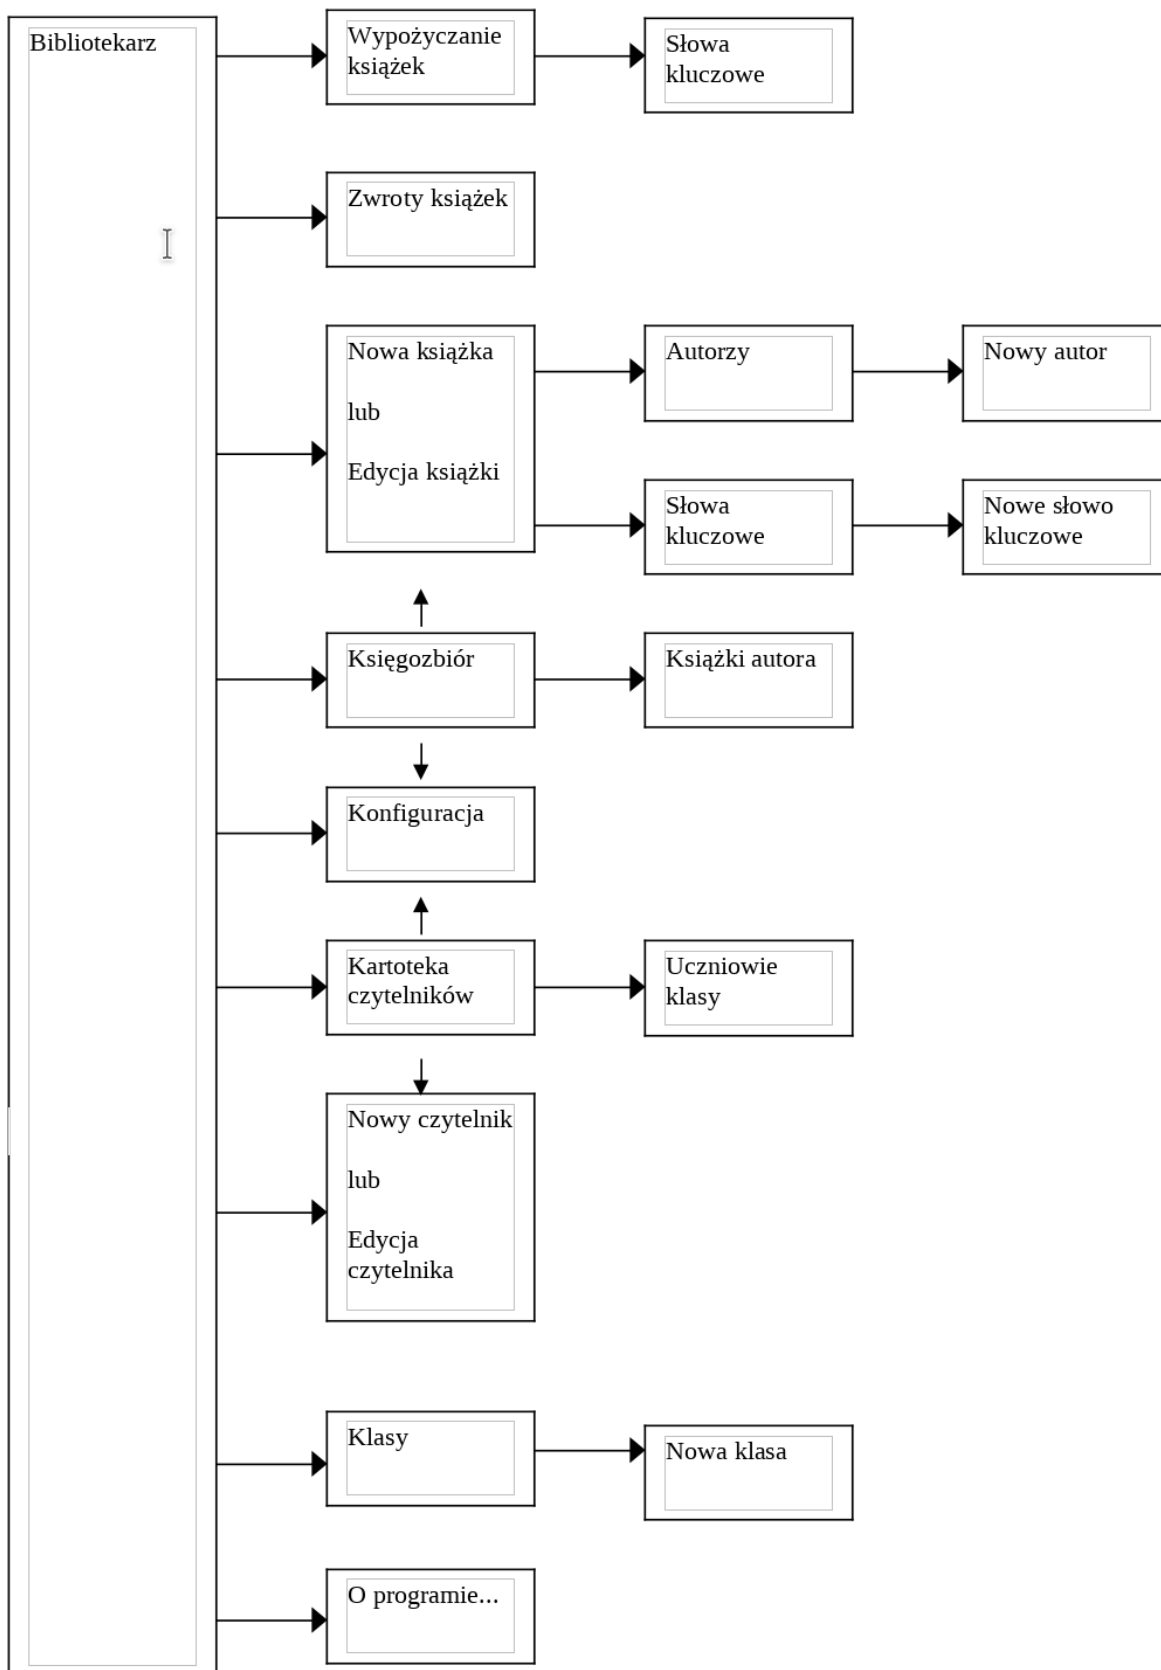 Bibliotekarz
Wypożyczanie
książek
Słowa
kluczowe
Zwroty książek
Nowa książka
lub
Edycja książki
Autorzy
Nowy autor
Słowa
kluczowe
Nowe słowo
kluczowe
Księgozbiór
Książki autora
Konfiguracja
Kartoteka
czytelników
Uczniowie
klasy
Nowy czytelnik
lub
Edycja
czytelnika
Klasy
Nowa klasa
O programie...